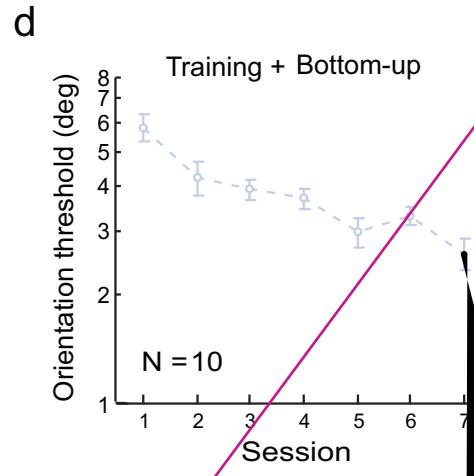 d
Training + Bottom-up
Orientation threshold (deg)
8
7
6
5
4
3
2
1
N = 10
1 2 3 4 5 6 7
Session